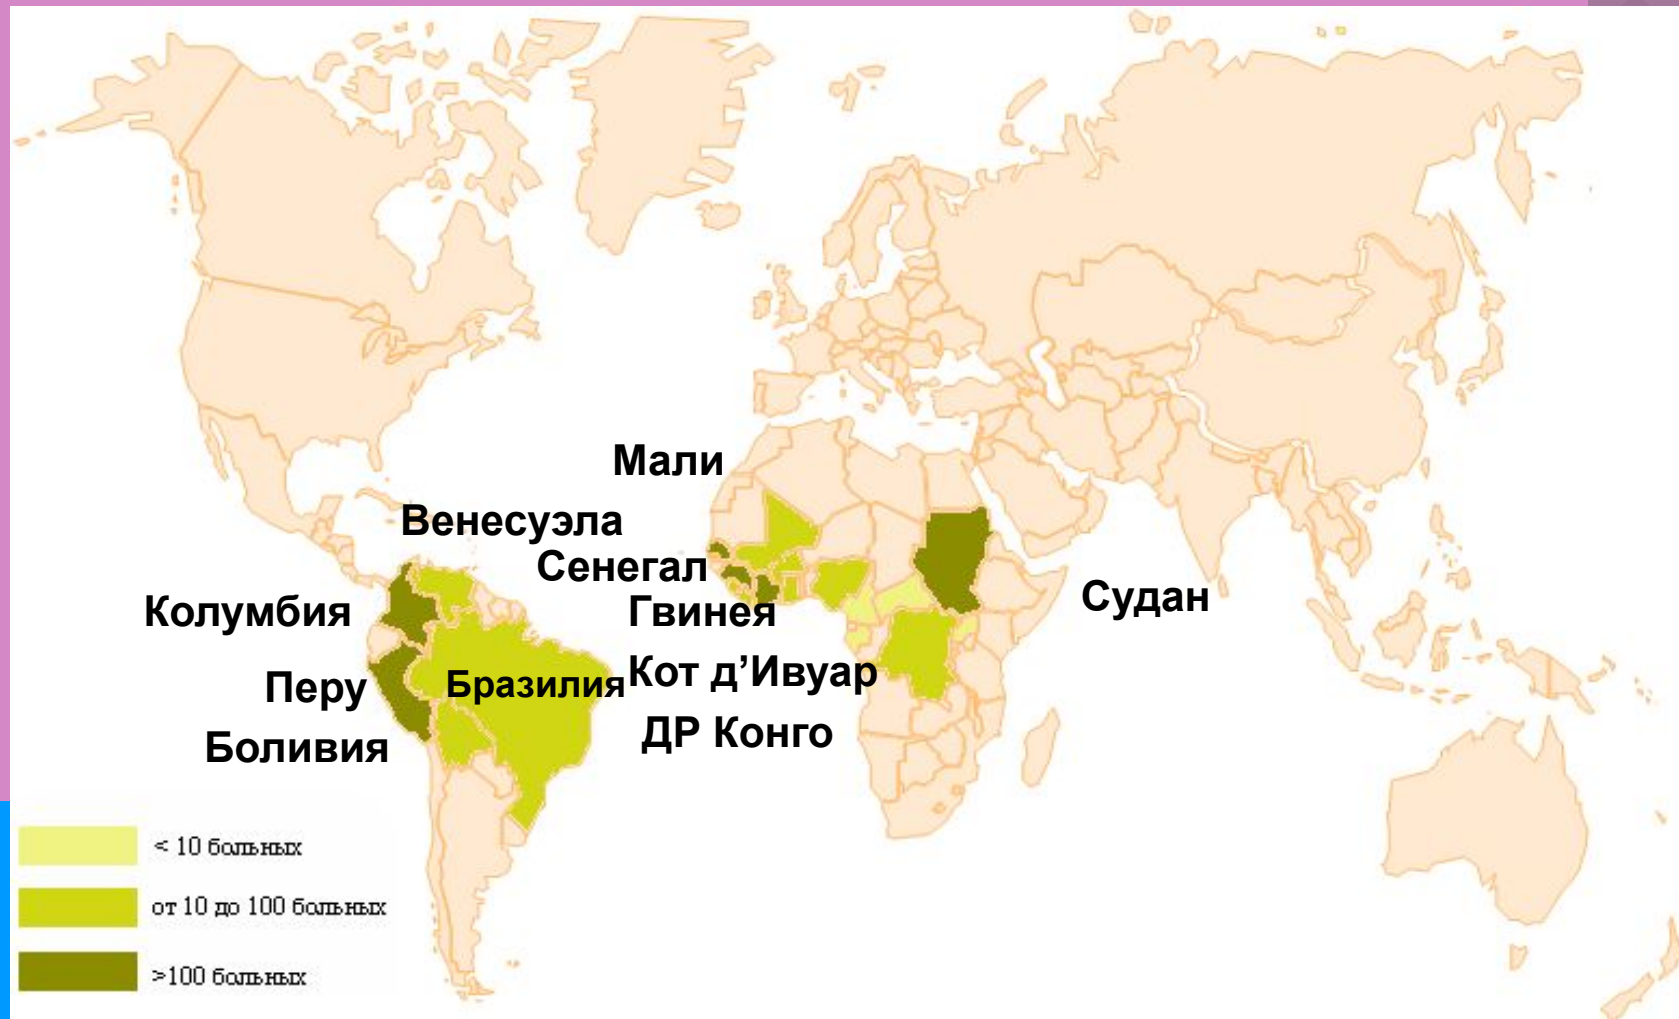 Мали
Венесуэла
Сенегал
Колумбия
Гвинея
Судан
Перу
Бразилия
Кот д’Ивуар
Боливия
ДР Конго
< 10 больных
от 10 до 100 больных
>100 больных